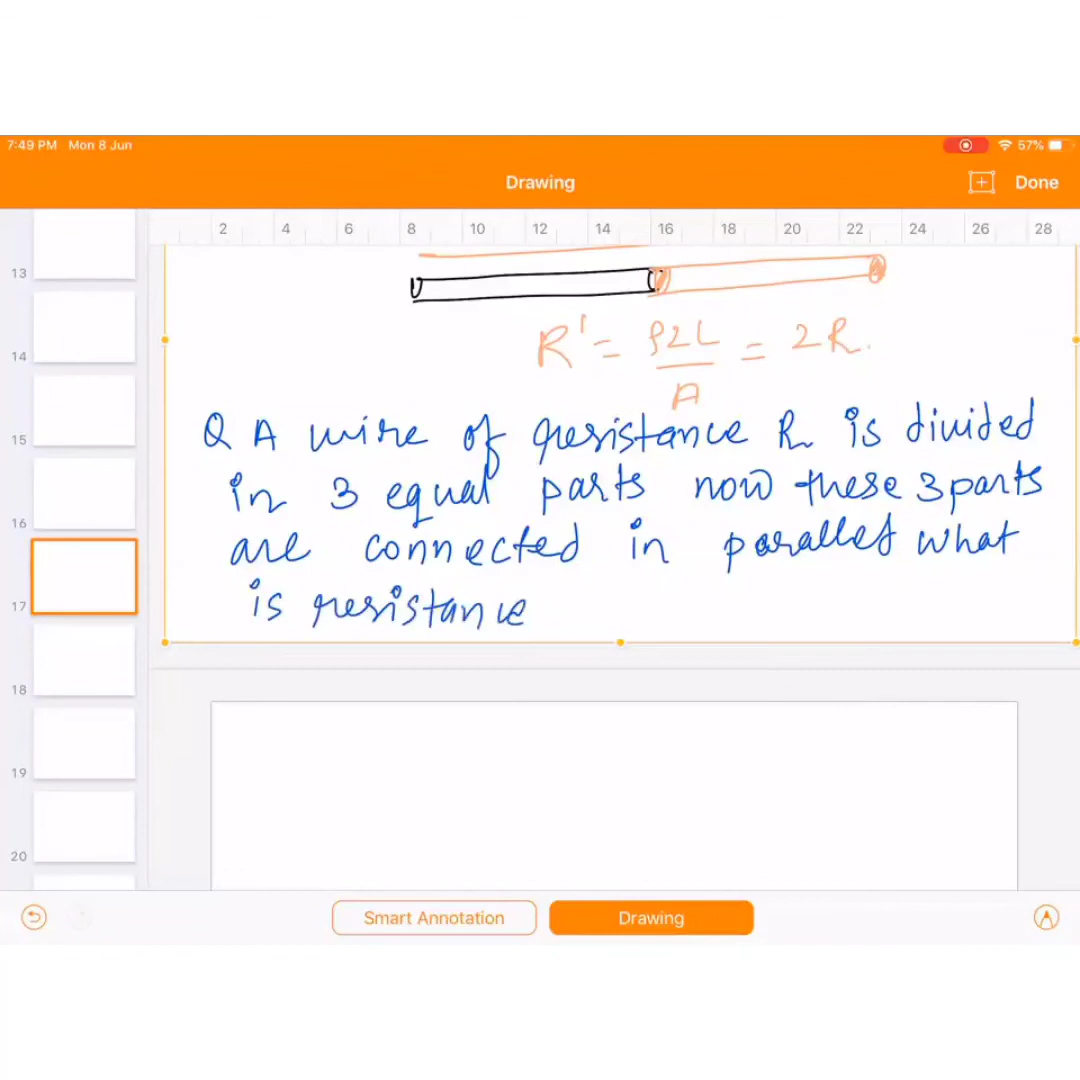 7:49 PM Mon 8 Jun
57%
Drawing
Done
2 4 6 8 10 12 14 16 18 20 22 24 26 28
13
14
15
16
17
18
19
20
R' = ρ2L/A = 2R.
Q A wire of resistance R is divided
in 3 equal parts now these 3 parts
are connected in parallel what
is resistance
Smart Annotation
Drawing